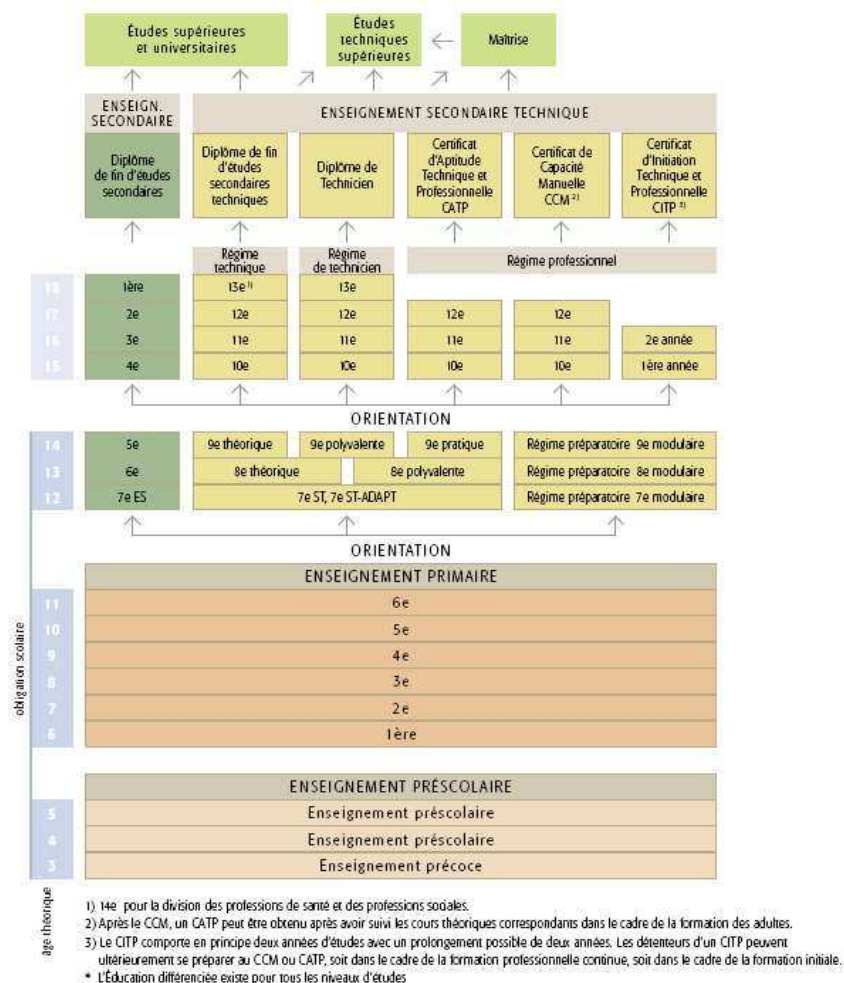 Études supérieures
et universitaires
Études
techniques
supérieures
Maîtrise
ENSEIGN.
SECONDAIRE
ENSEIGNEMENT SECONDAIRE TECHNIQUE
Diplôme
de fin d'études
secondaires
Diplôme de fin
d'études
secondaires
techniques
Diplôme de
Technicien
Certificat
d'Aptitude
Technique et
Professionnelle
CATP
Certificat de
Capacité
Manuelle
CCM 2)
Certificat
d'Initiation
Technique et
Professionnelle
CITP 3)
Régime
technique
Régime
de technicien
Régime professionnel
18 1ère 13e 1) 13e
17 2e 12e 12e 12e 12e
16 3e 11e 11e 11e 11e 2e année
15 4e 10e 10e 10e 10e 1ère année
ORIENTATION
14 5e 9e théorique 9e polyvalente 9e pratique Régime préparatoire 9e modulaire
13 6e 8e théorique 8e polyvalente Régime préparatoire 8e modulaire
12 7e ES 7e ST, 7e ST-ADAPT Régime préparatoire 7e modulaire
ORIENTATION
ENSEIGNEMENT PRIMAIRE
11 6e
10 5e
9 4e
8 3e
7 2e
6 1ère
obligation scolaire
ENSEIGNEMENT PRÉSCOLAIRE
5 Enseignement préscolaire
4 Enseignement préscolaire
3 Enseignement précoce
âge théorique
1) 14e pour la division des professions de santé et des professions sociales.
2) Après le CCM, un CATP peut être obtenu après avoir suivi les cours théoriques correspondants dans le cadre de la formation des adultes.
3) Le CITP comporte en principe deux années d'études avec un prolongement possible de deux années. Les détenteurs d'un CITP peuvent
ultérieurement se préparer au CCM ou CATP, soit dans le cadre de la formation professionnelle continue, soit dans le cadre de la formation initiale.
* L'Éducation différenciée existe pour tous les niveaux d'études